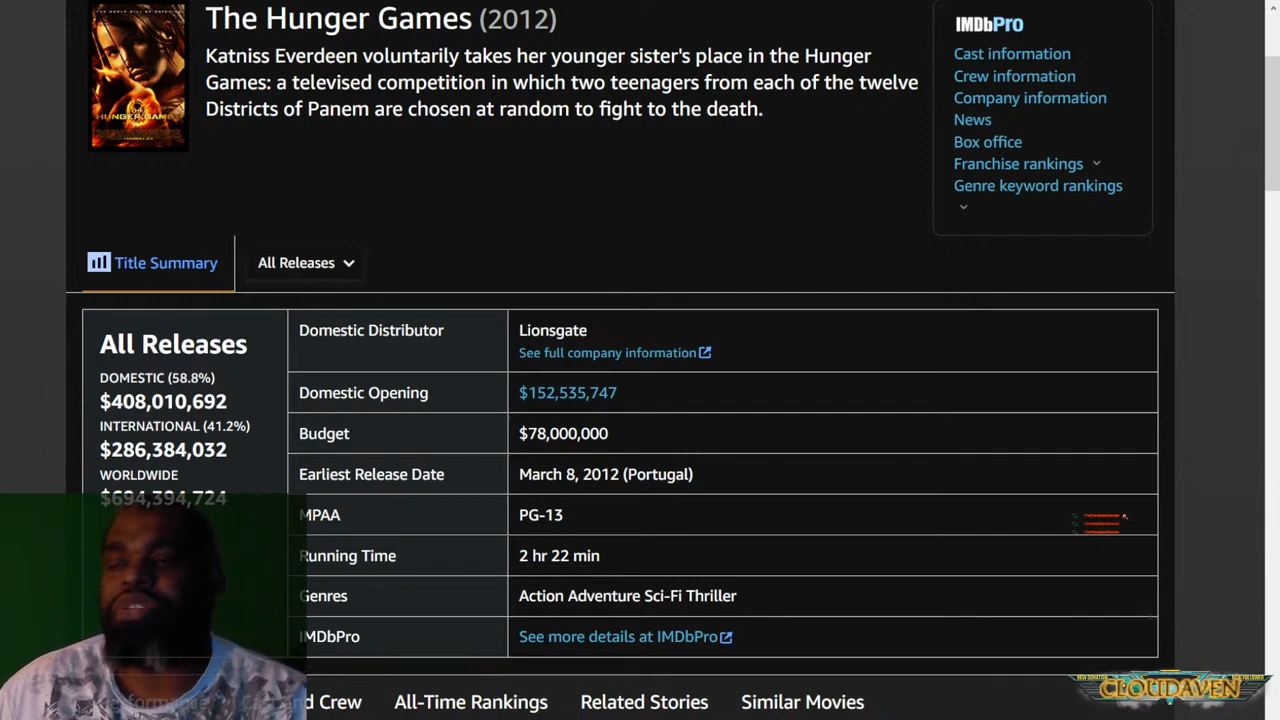 The Hunger Games (2012)
Katniss Everdeen voluntarily takes her younger sister's place in the Hunger
Games: a televised competition in which two teenagers from each of the twelve
Districts of Panem are chosen at random to fight to the death.
IMDbPro
Cast information
Crew information
Company information
News
Box office
Franchise rankings
Genre keyword rankings
Title Summary
All Releases
All Releases
DOMESTIC (58.8%)
$408,010,692
INTERNATIONAL (41.2%)
$286,384,032
WORLDWIDE
$694,394,724
Domestic Distributor
Lionsgate
See full company information
Domestic Opening
$152,535,747
Budget
$78,000,000
Earliest Release Date
March 8, 2012 (Portugal)
MPAA
PG-13
Running Time
2 hr 22 min
Genres
Action Adventure Sci-Fi Thriller
IMDbPro
See more details at IMDbPro
Crew
All-Time Rankings
Related Stories
Similar Movies
NEW DONATION
CLOUDAVEN